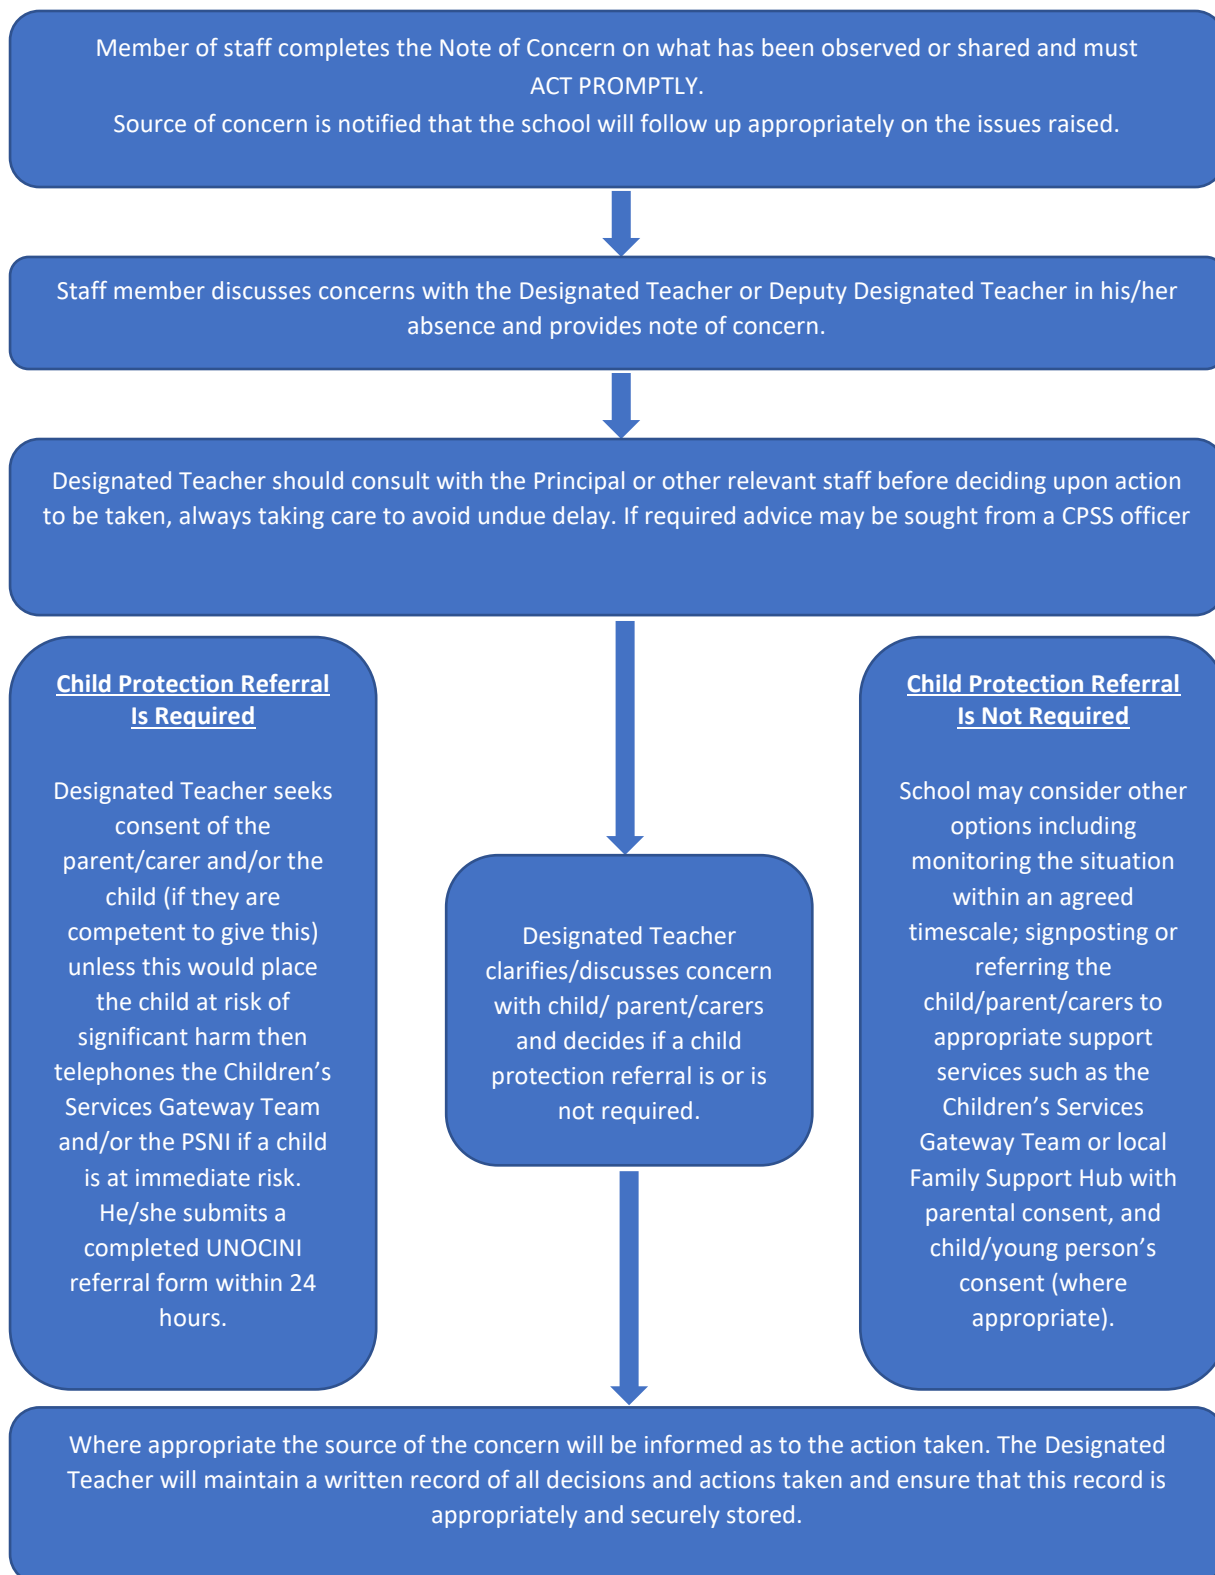 Member of staff completes the Note of Concern on what has been observed or shared and must
ACT PROMPTLY.
Source of concern is notified that the school will follow up appropriately on the issues raised.
Staff member discusses concerns with the Designated Teacher or Deputy Designated Teacher in his/her
absence and provides note of concern.
Designated Teacher should consult with the Principal or other relevant staff before deciding upon action
to be taken, always taking care to avoid undue delay. If required advice may be sought from a CPSS officer
Child Protection Referral
Is Required
Designated Teacher seeks
consent of the
parent/carer and/or the
child (if they are
competent to give this)
unless this would place
the child at risk of
significant harm then
telephones the Children’s
Services Gateway Team
and/or the PSNI if a child
is at immediate risk.
He/she submits a
completed UNOCINI
referral form within 24
hours.
Designated Teacher
clarifies/discusses concern
with child/ parent/carers
and decides if a child
protection referral is or is
not required.
Child Protection Referral
Is Not Required
School may consider other
options including
monitoring the situation
within an agreed
timescale; signposting or
referring the
child/parent/carers to
appropriate support
services such as the
Children’s Services
Gateway Team or local
Family Support Hub with
parental consent, and
child/young person’s
consent (where
appropriate).
Where appropriate the source of the concern will be informed as to the action taken. The Designated
Teacher will maintain a written record of all decisions and actions taken and ensure that this record is
appropriately and securely stored.